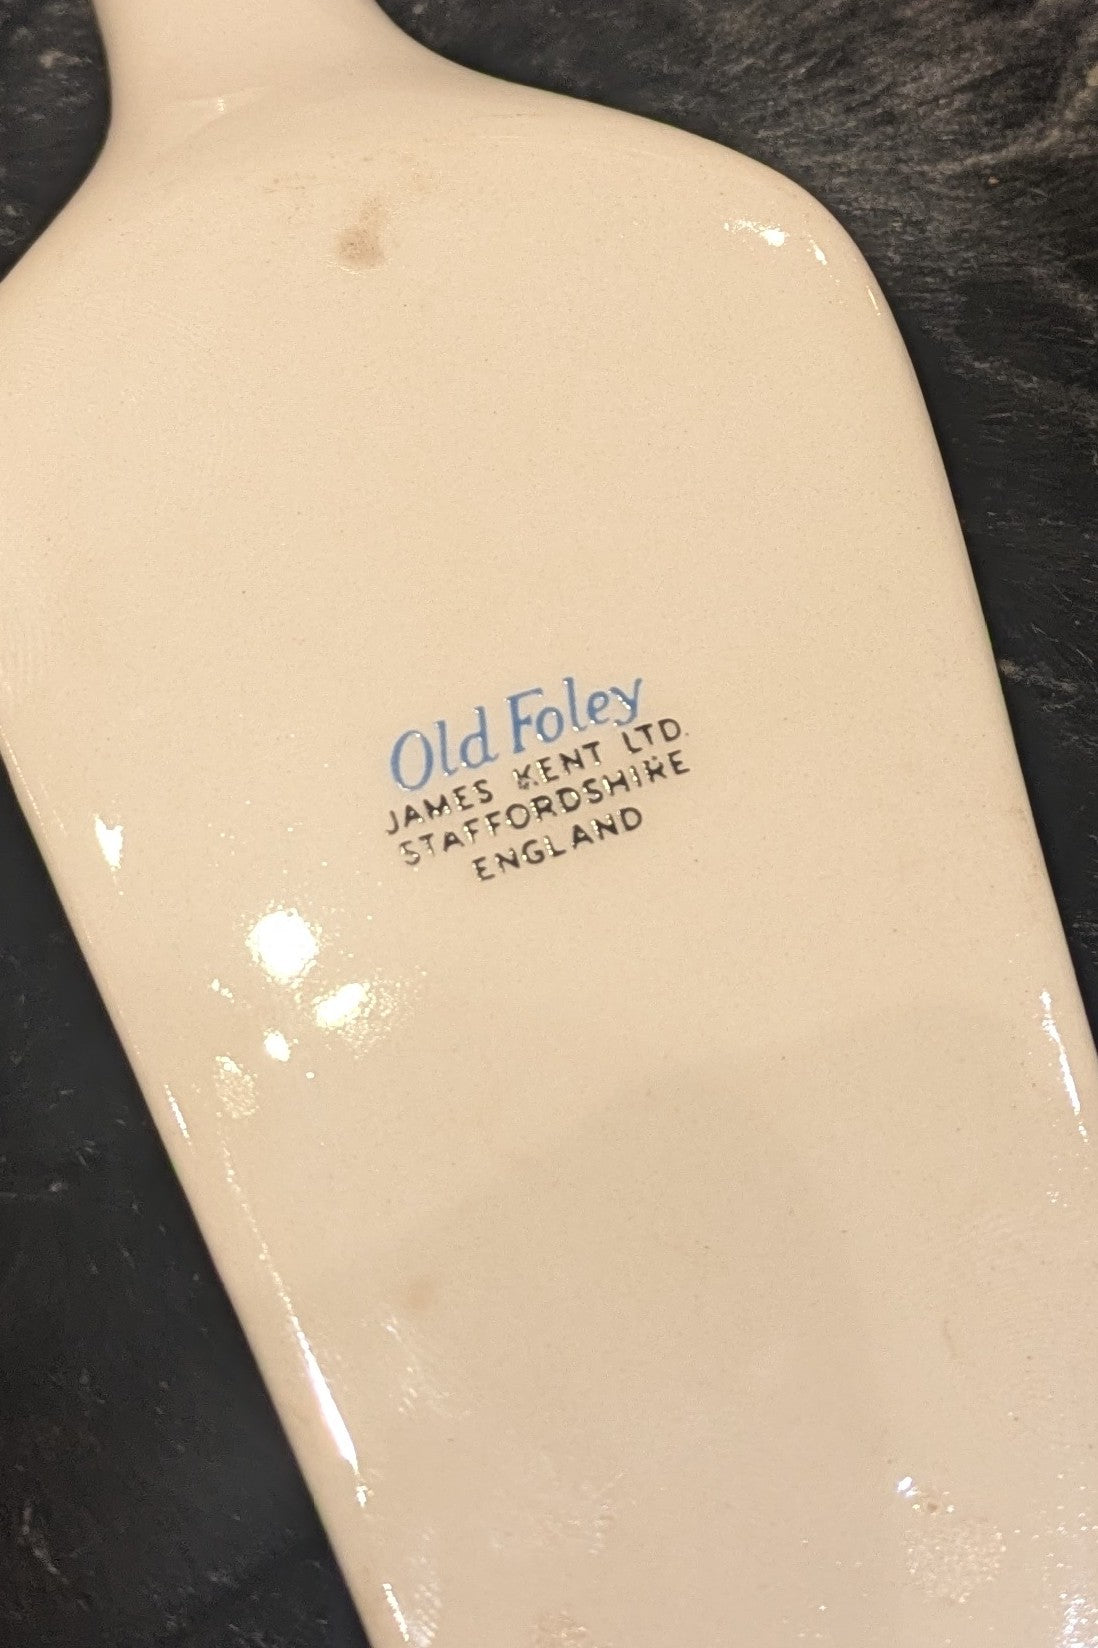 Old Foley
JAMES KENT LTD.
STAFFORDSHIRE
ENGLAND